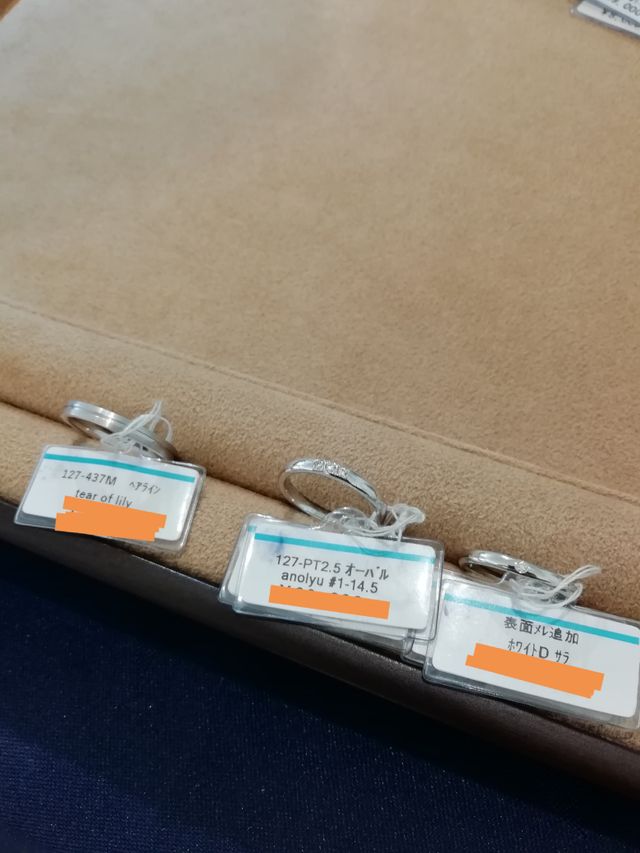 127-437M ヘアライン
tear of lily
127-PT2.5 オーバル
anolyu #1-14.5
表面メレ追加
ホワイトD サラ